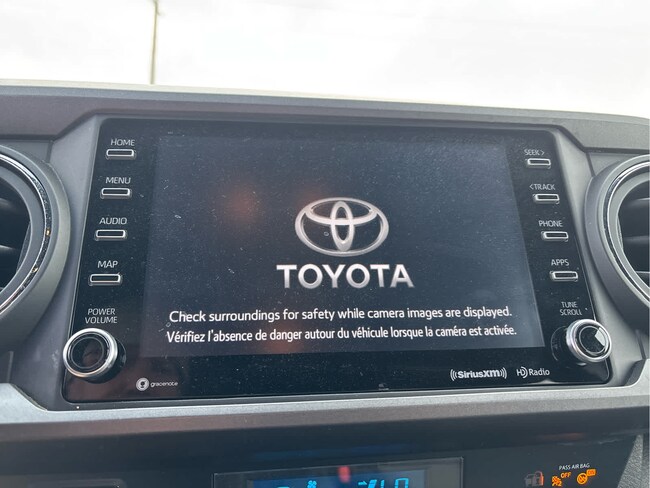 HOME
MENU
AUDIO
MAP
POWER
VOLUME
SEEK>
<TRACK
PHONE
APPS
TUNE
SCROLL
TOYOTA
Check surroundings for safety while camera images are displayed.
Vérifiez l'absence de danger autour du véhicule lorsque la caméra est activée.
gracenote
((SiriusXM))
HD Radio
PASS AIR BAG
OFF
LO